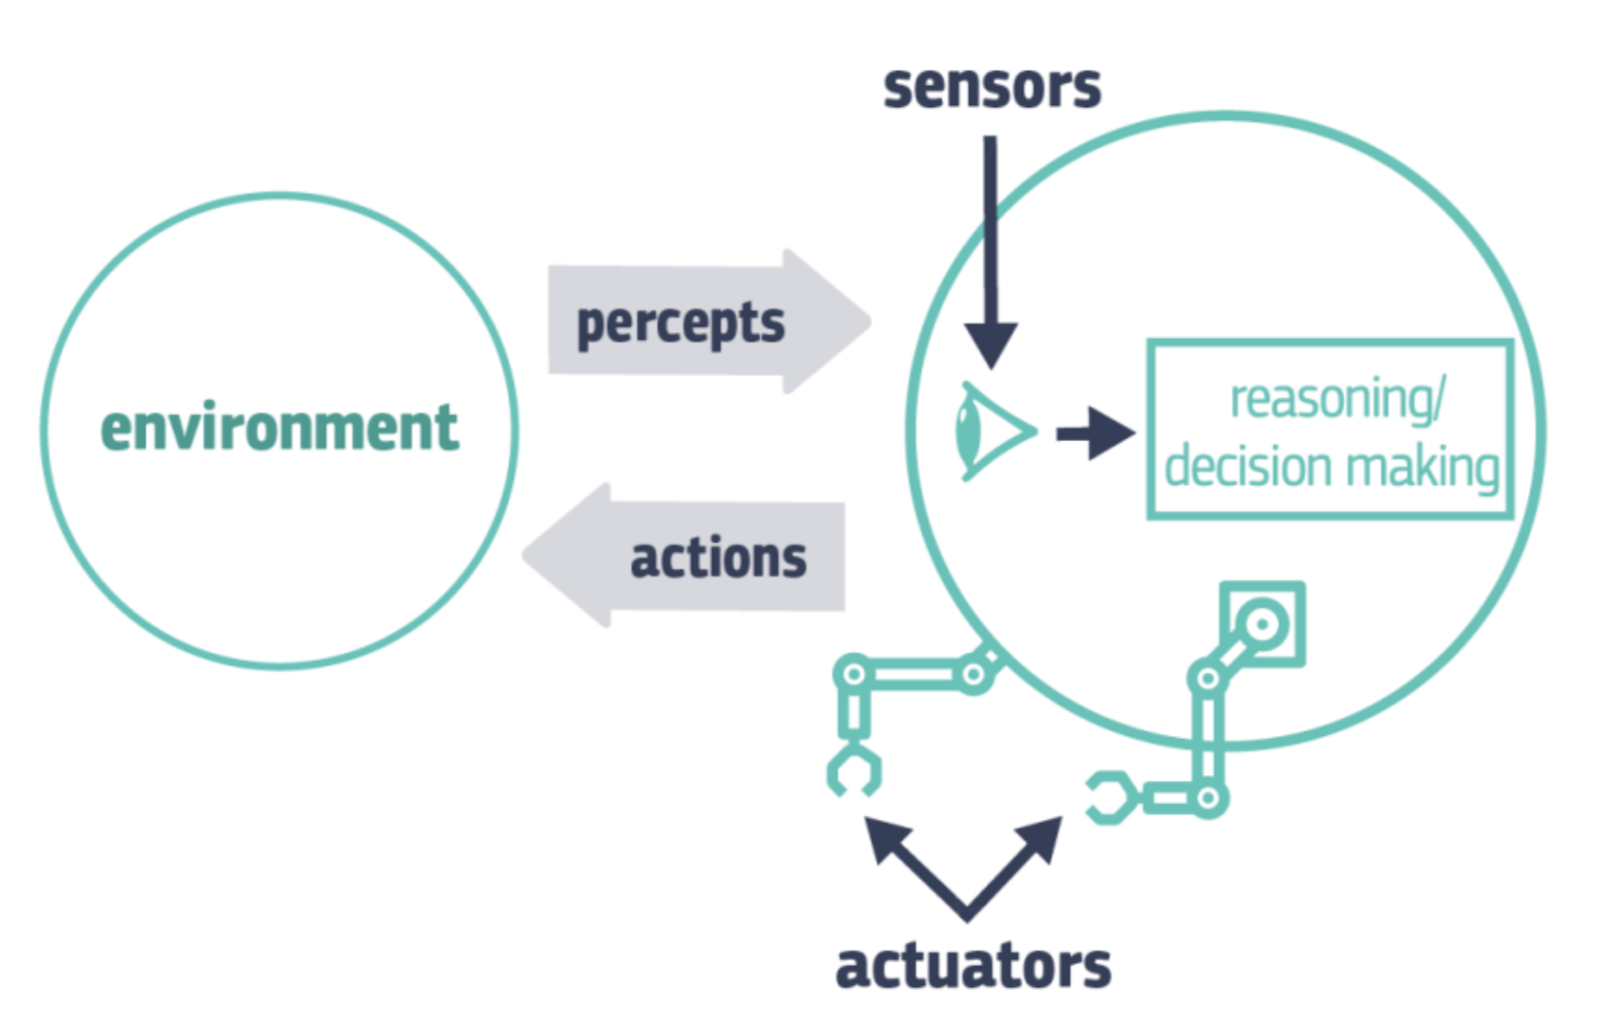 sensors
percepts
environment
reasoning/
decision making
actions
actuators